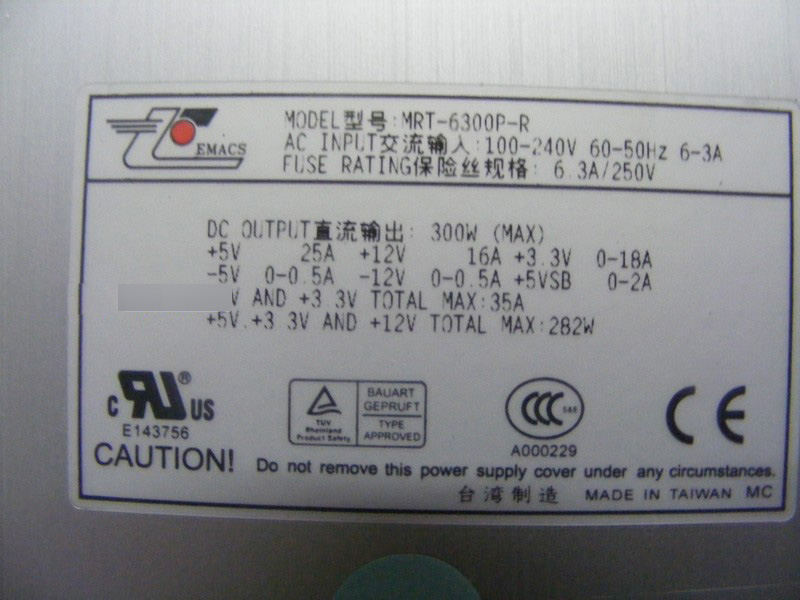 EMACS
MODEL型号:MRT-6300P-R
AC INPUT交流输入:100-240V 60-50Hz 6-3A
FUSE RATING保险丝规格: 6.3A/250V
DC OUTPUT直流输出: 300W (MAX)
+5V 25A +12V 16A +3.3V 0-18A
-5V 0-0.5A -12V 0-0.5A +5VSB 0-2A
V AND +3.3V TOTAL MAX:35A
+5V.+3.3V AND +12V TOTAL MAX:282W
c RU ® US
E143756
TUV
Rheinland
Product Safety
BAUART
GEPRUFT
TYPE
APPROVED
CCC S&E
A000229
CE
CAUTION! Do not remove this power supply cover under any circumstances.
台湾制造 MADE IN TAIWAN MC